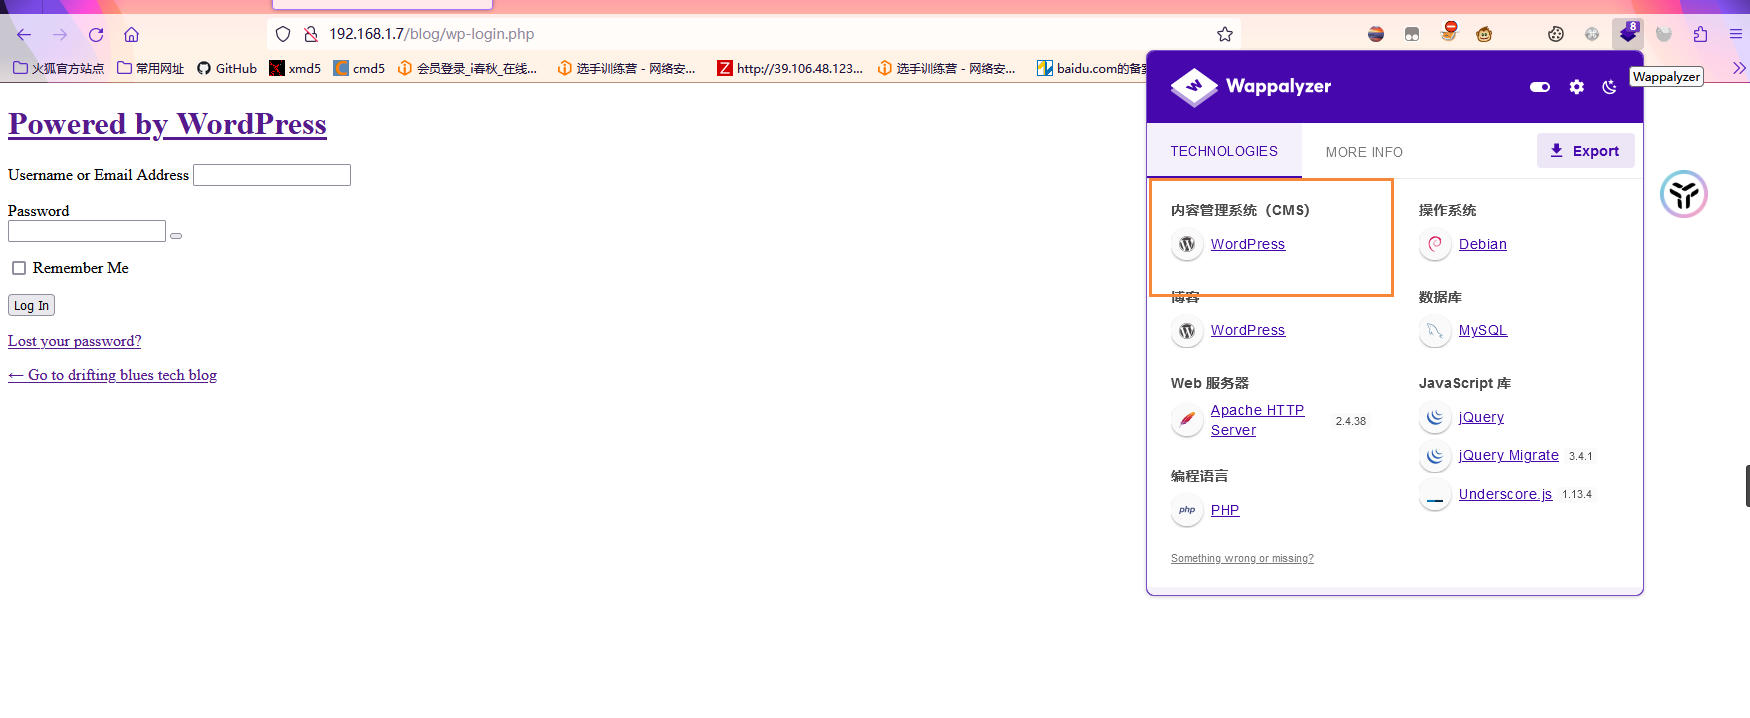 192.168.1.7/blog/wp-login.php
8
火狐官方站点 常用网址 GitHub xmd5 cmd5 会员登录_i春秋_在线... 选手训练营 - 网络安... http://39.106.48.123... 选手训练营 - 网络安... baidu.com的备案
Wappalyzer
Wappalyzer
Powered by WordPress
Username or Email Address
Password
Remember Me
Log In
Lost your password?
← Go to drifting blues tech blog
TECHNOLOGIES MORE INFO Export
内容管理系统（CMS）
WordPress
博客
WordPress
Web 服务器
Apache HTTP
Server 2.4.38
编程语言
php PHP
Something wrong or missing?
操作系统
Debian
数据库
MySQL
JavaScript 库
jQuery
jQuery Migrate 3.4.1
Underscore.js 1.13.4